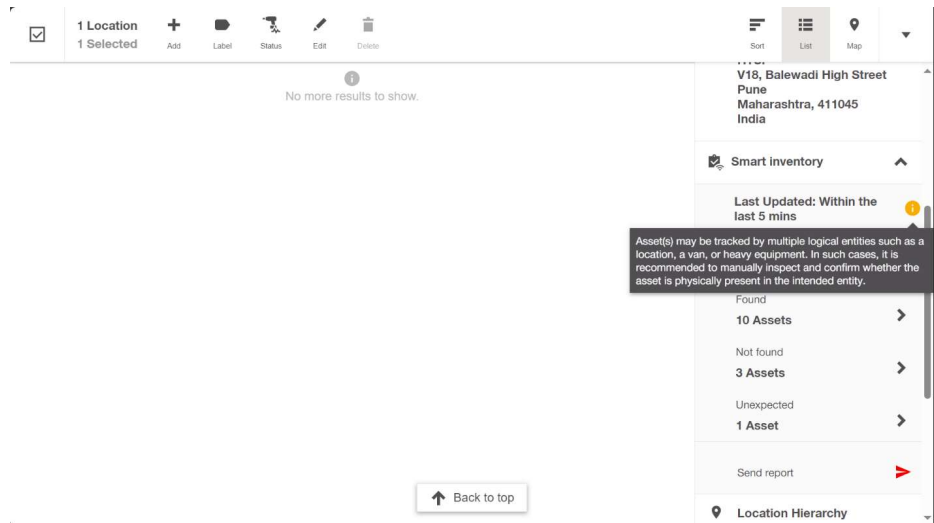 1 Location
1 Selected
Add
Label
Status
Edit
Delete
Sort
List
Map
No more results to show.
V18, Balewadi High Street
Pune
Maharashtra, 411045
India
Smart inventory
Last Updated: Within the
last 5 mins
Asset(s) may be tracked by multiple logical entities such as a
location, a van, or heavy equipment. In such cases, it is
recommended to manually inspect and confirm whether the
asset is physically present in the intended entity.
Found
10 Assets
Not found
3 Assets
Unexpected
1 Asset
Send report
Back to top
Location Hierarchy